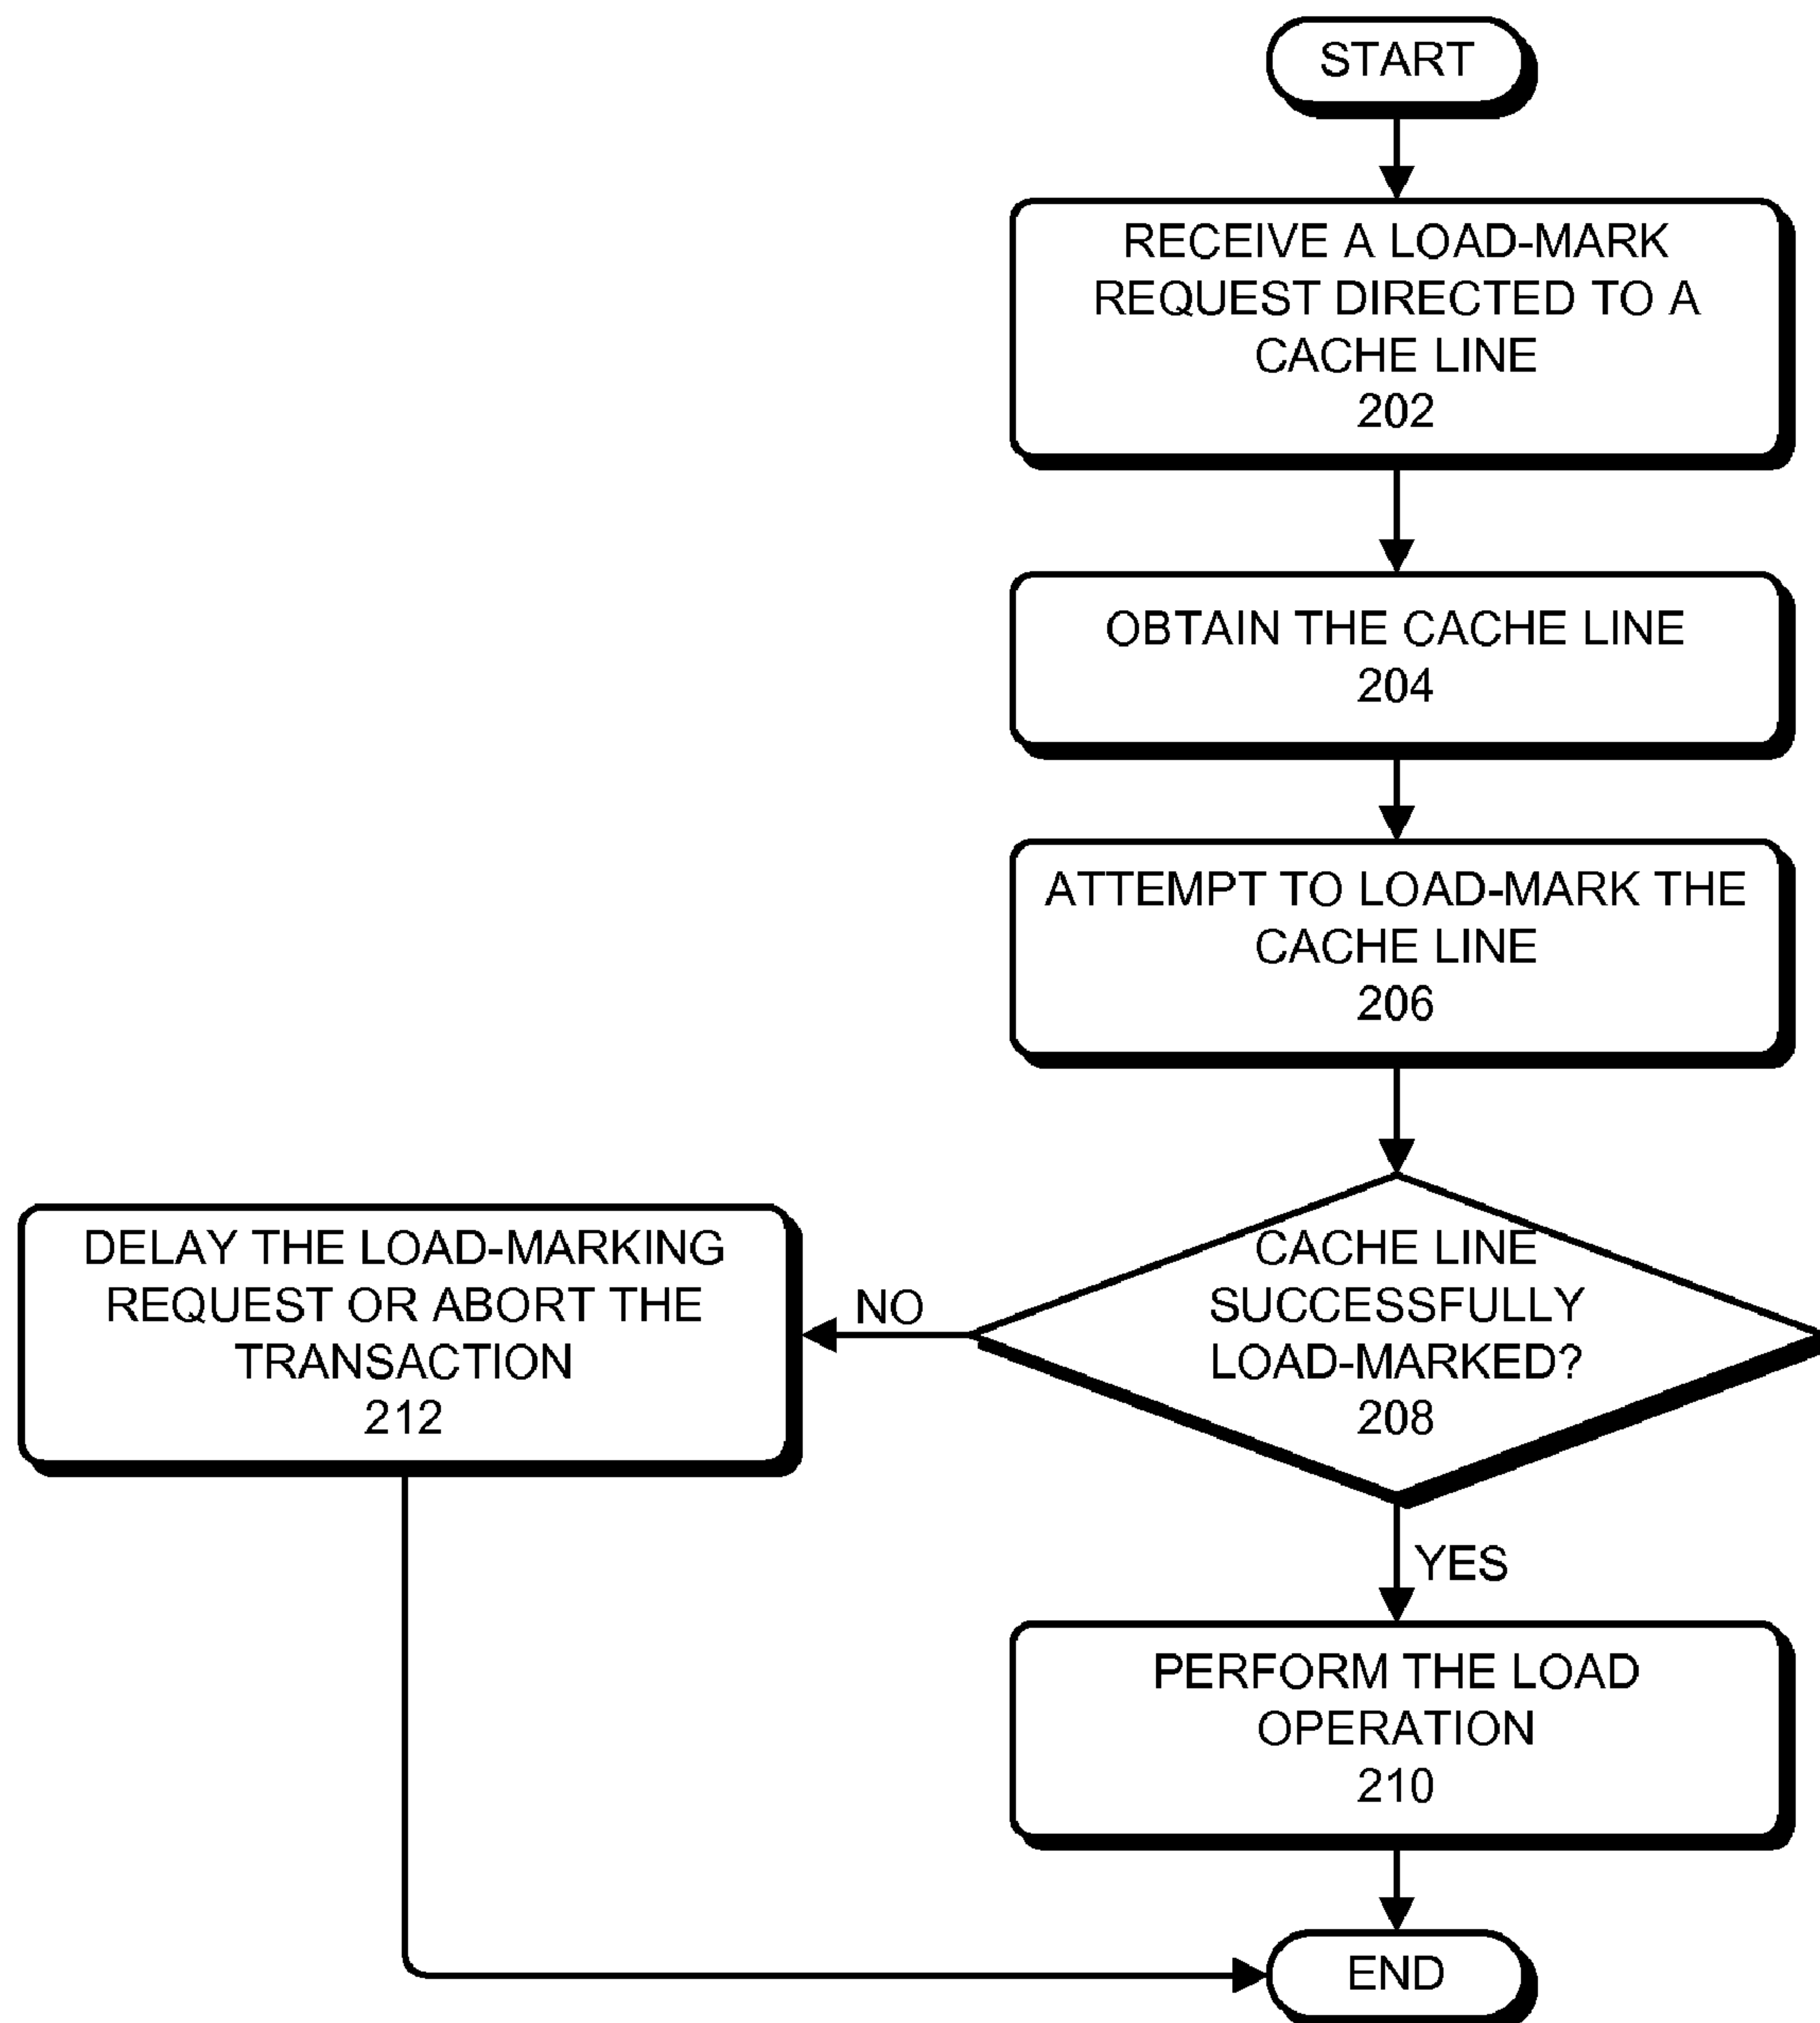 START
RECEIVE A LOAD-MARK
REQUEST DIRECTED TO A
CACHE LINE
202
OBTAIN THE CACHE LINE
204
ATTEMPT TO LOAD-MARK THE
CACHE LINE
206
CACHE LINE
SUCCESSFULLY
LOAD-MARKED?
208
NO
DELAY THE LOAD-MARKING
REQUEST OR ABORT THE
TRANSACTION
212
YES
PERFORM THE LOAD
OPERATION
210
END